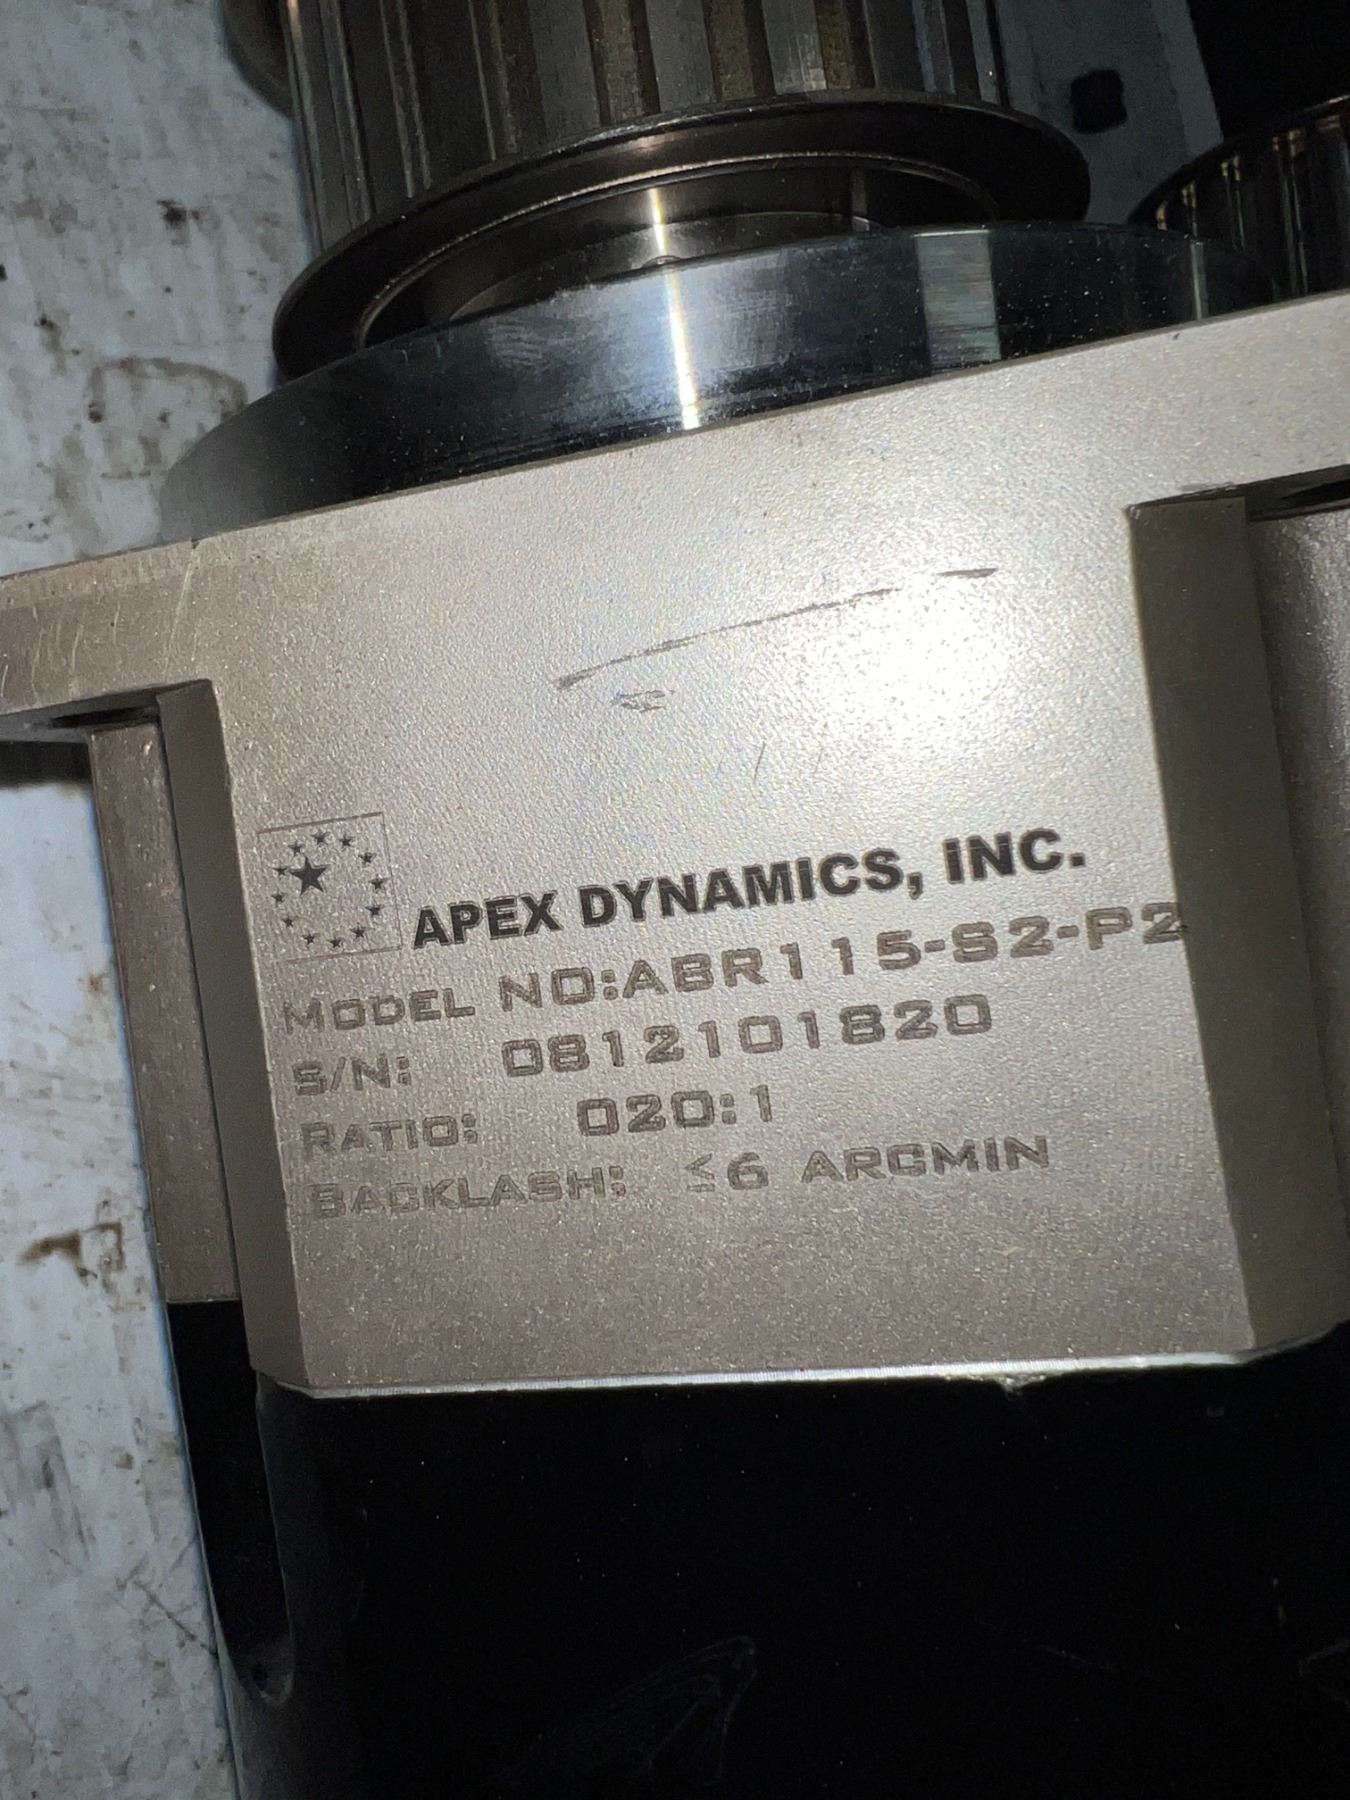 APEX DYNAMICS, INC.
MODEL NO:ABR115-S2-P2
S/N: 0812101820
RATIO: 020:1
BACKLASH: ≤6 ARCMIN